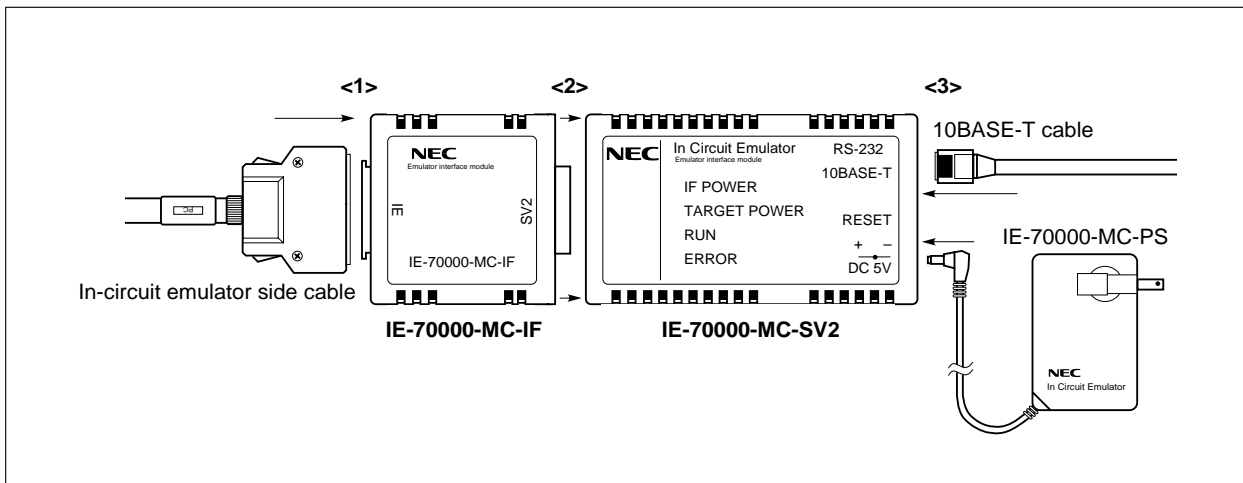 <1>
<2>
<3>
10BASE-T cable
NEC
Emulator interface module
IE
SV2
IE-70000-MC-IF
NEC
In Circuit Emulator
Emulator interface module
RS-232
10BASE-T
IF POWER
TARGET POWER
RUN
ERROR
RESET
+ −
DC 5V
PC
In-circuit emulator side cable
IE-70000-MC-PS
NEC
In Circuit Emulator
IE-70000-MC-IF
IE-70000-MC-SV2